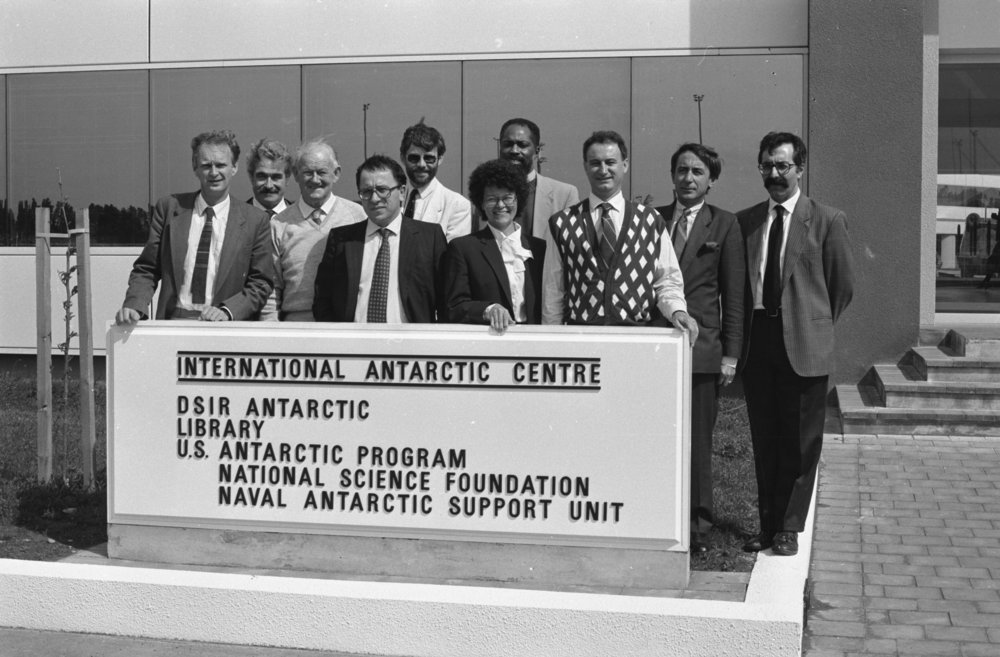 INTERNATIONAL ANTARCTIC CENTRE
DSIR ANTARCTIC
LIBRARY
U.S. ANTARCTIC PROGRAM
NATIONAL SCIENCE FOUNDATION
NAVAL ANTARCTIC SUPPORT UNIT